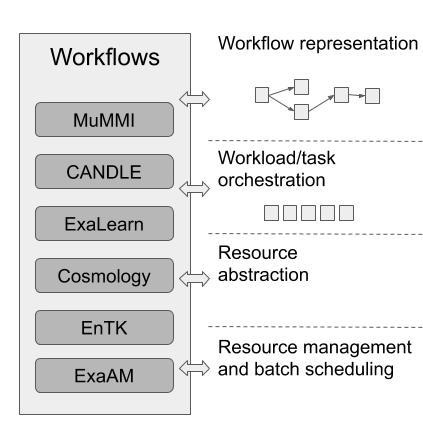 Workflows
MuMMI
CANDLE
ExaLearn
Cosmology
EnTK
ExaAM
Workflow representation
Workload/task
orchestration
Resource
abstraction
Resource management
and batch scheduling